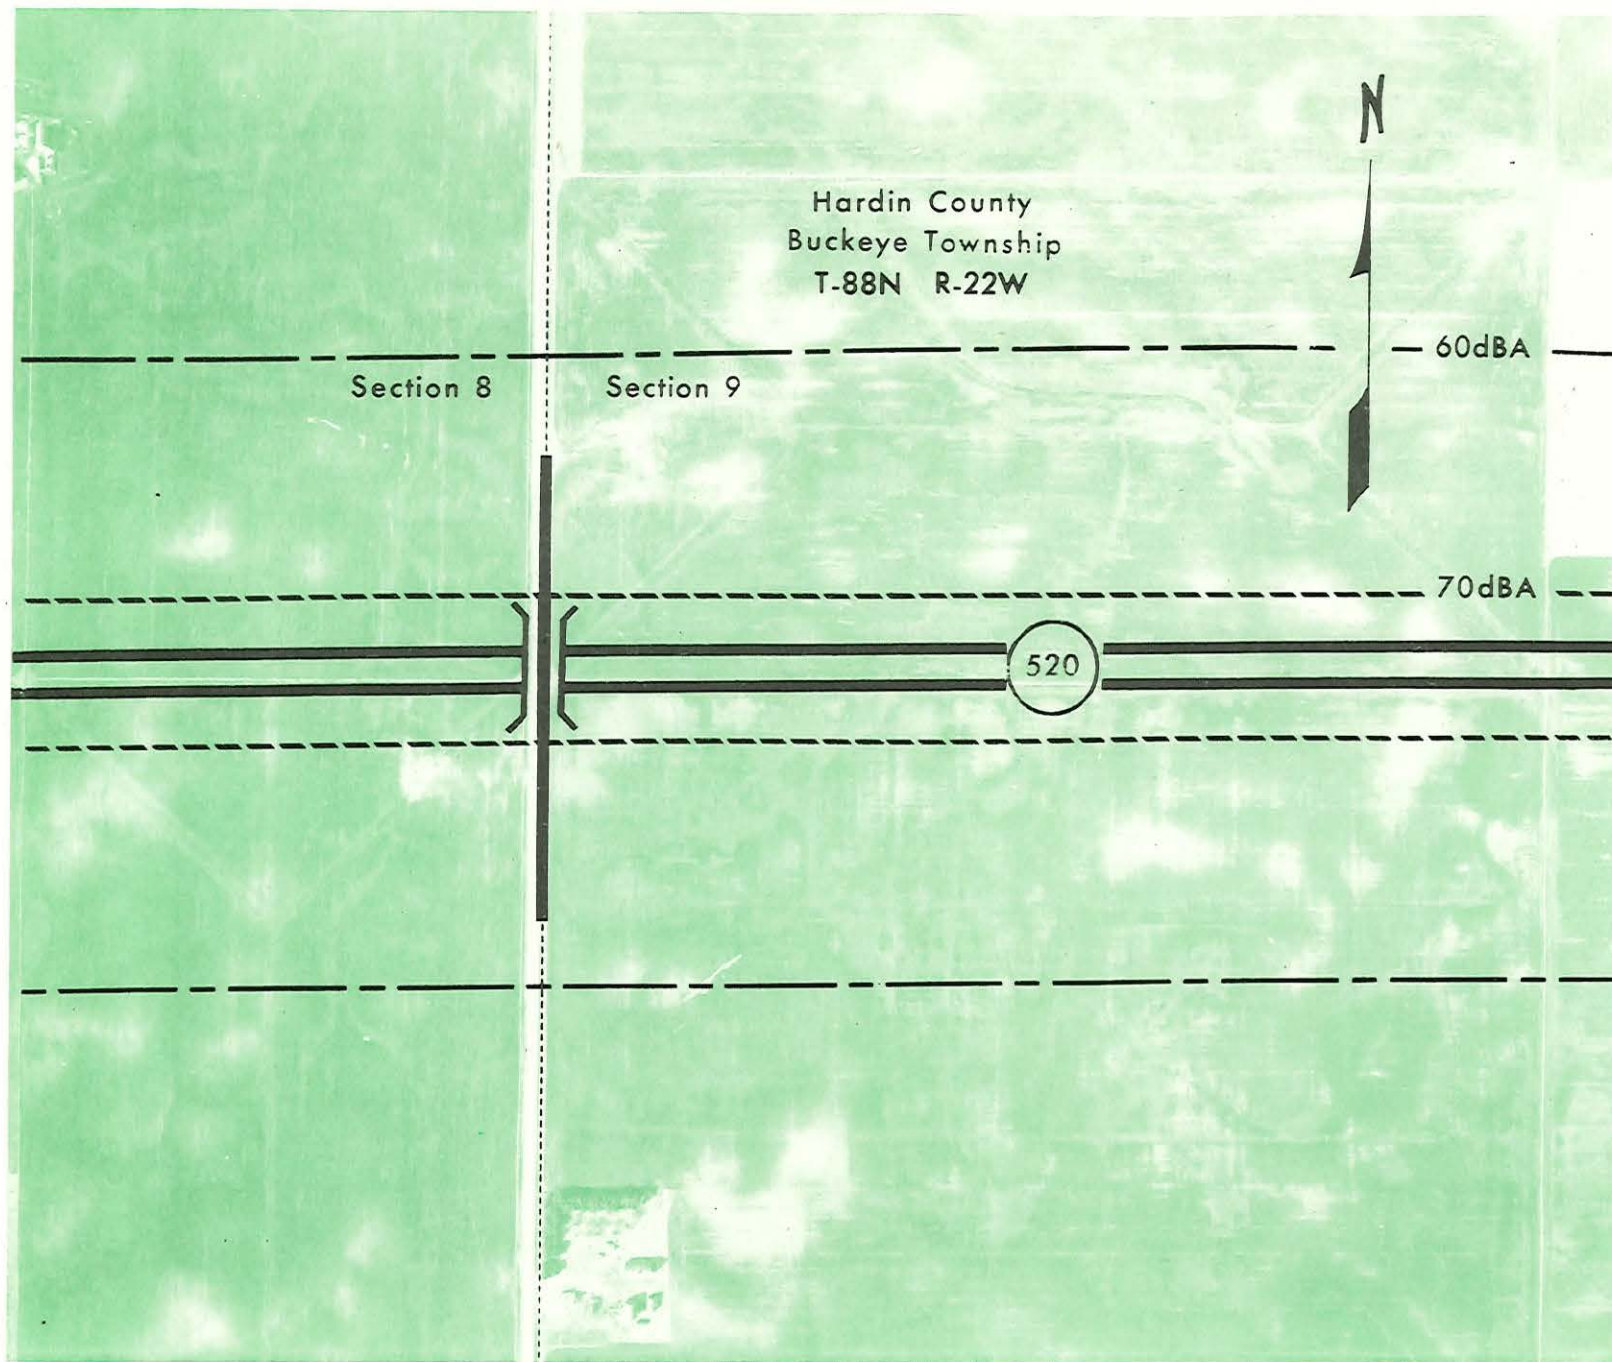 N
Hardin County
Buckeye Township
T-88N R-22W
60dBA
Section 8
Section 9
70dBA
520